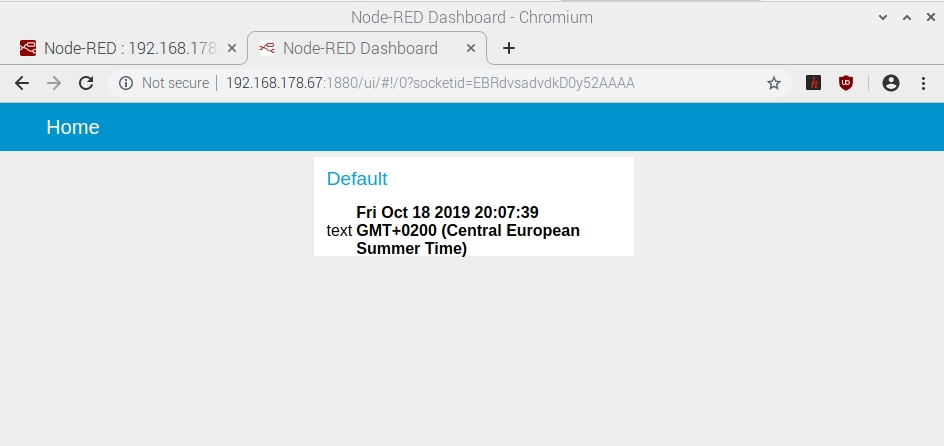 Node-RED Dashboard - Chromium
Node-RED : 192.168.178
Node-RED Dashboard
Not secure
192.168.178.67:1880/ui/#!/0?socketid=EBRdvsadvdkD0y52AAAA
Home
Default
Fri Oct 18 2019 20:07:39
text GMT+0200 (Central European
Summer Time)